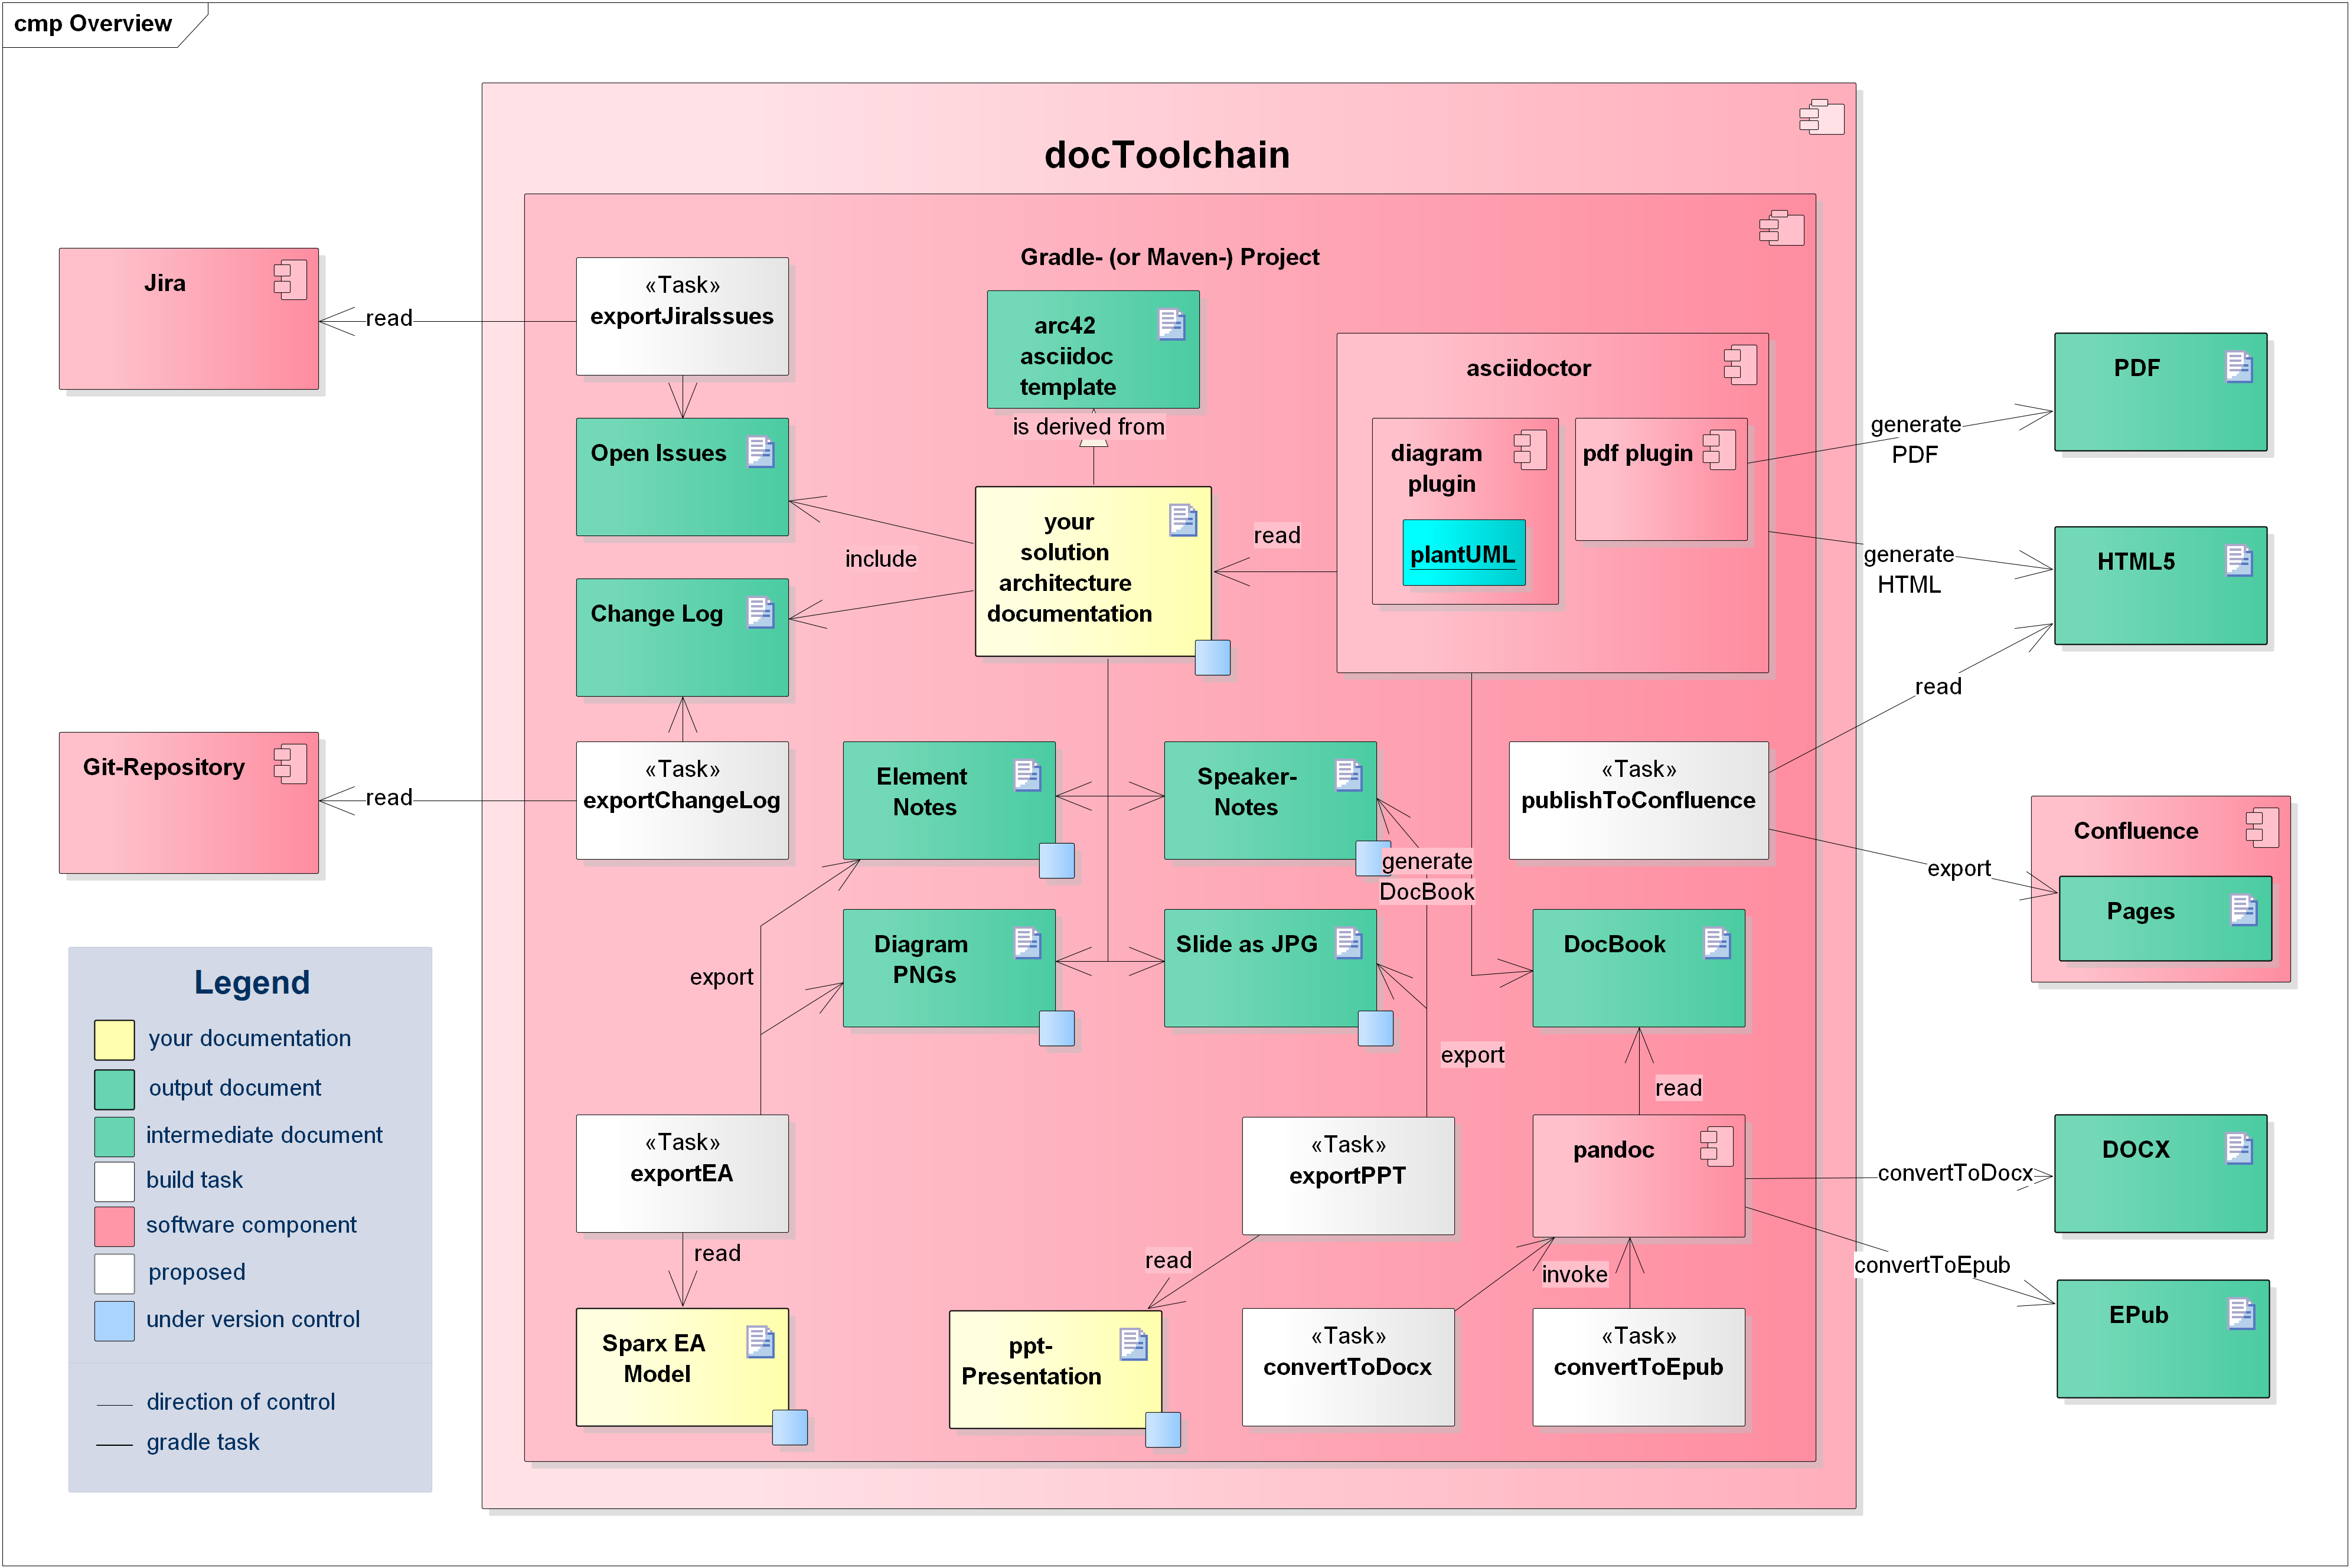 cmp Overview
docToolchain
Gradle- (or Maven-) Project
Jira
read
«Task»
exportJiraIssues
arc42
asciidoc
template
is derived from
asciidoctor
diagram
plugin
plantUML
pdf plugin
generate
PDF
PDF
Open Issues
include
your
solution
architecture
documentation
read
generate
HTML
HTML5
Change Log
read
Git-Repository
read
«Task»
exportChangeLog
Element
Notes
Speaker-
Notes
generate
DocBook
«Task»
publishToConfluence
export
Confluence
Pages
export
Diagram
PNGs
Slide as JPG
DocBook
export
read
«Task»
exportEA
«Task»
exportPPT
pandoc
convertToDocx
DOCX
read
read
invoke
convertToEpub
EPub
Sparx EA
Model
ppt-
Presentation
«Task»
convertToDocx
«Task»
convertToEpub
Legend
your documentation
output document
intermediate document
build task
software component
proposed
under version control
direction of control
gradle task